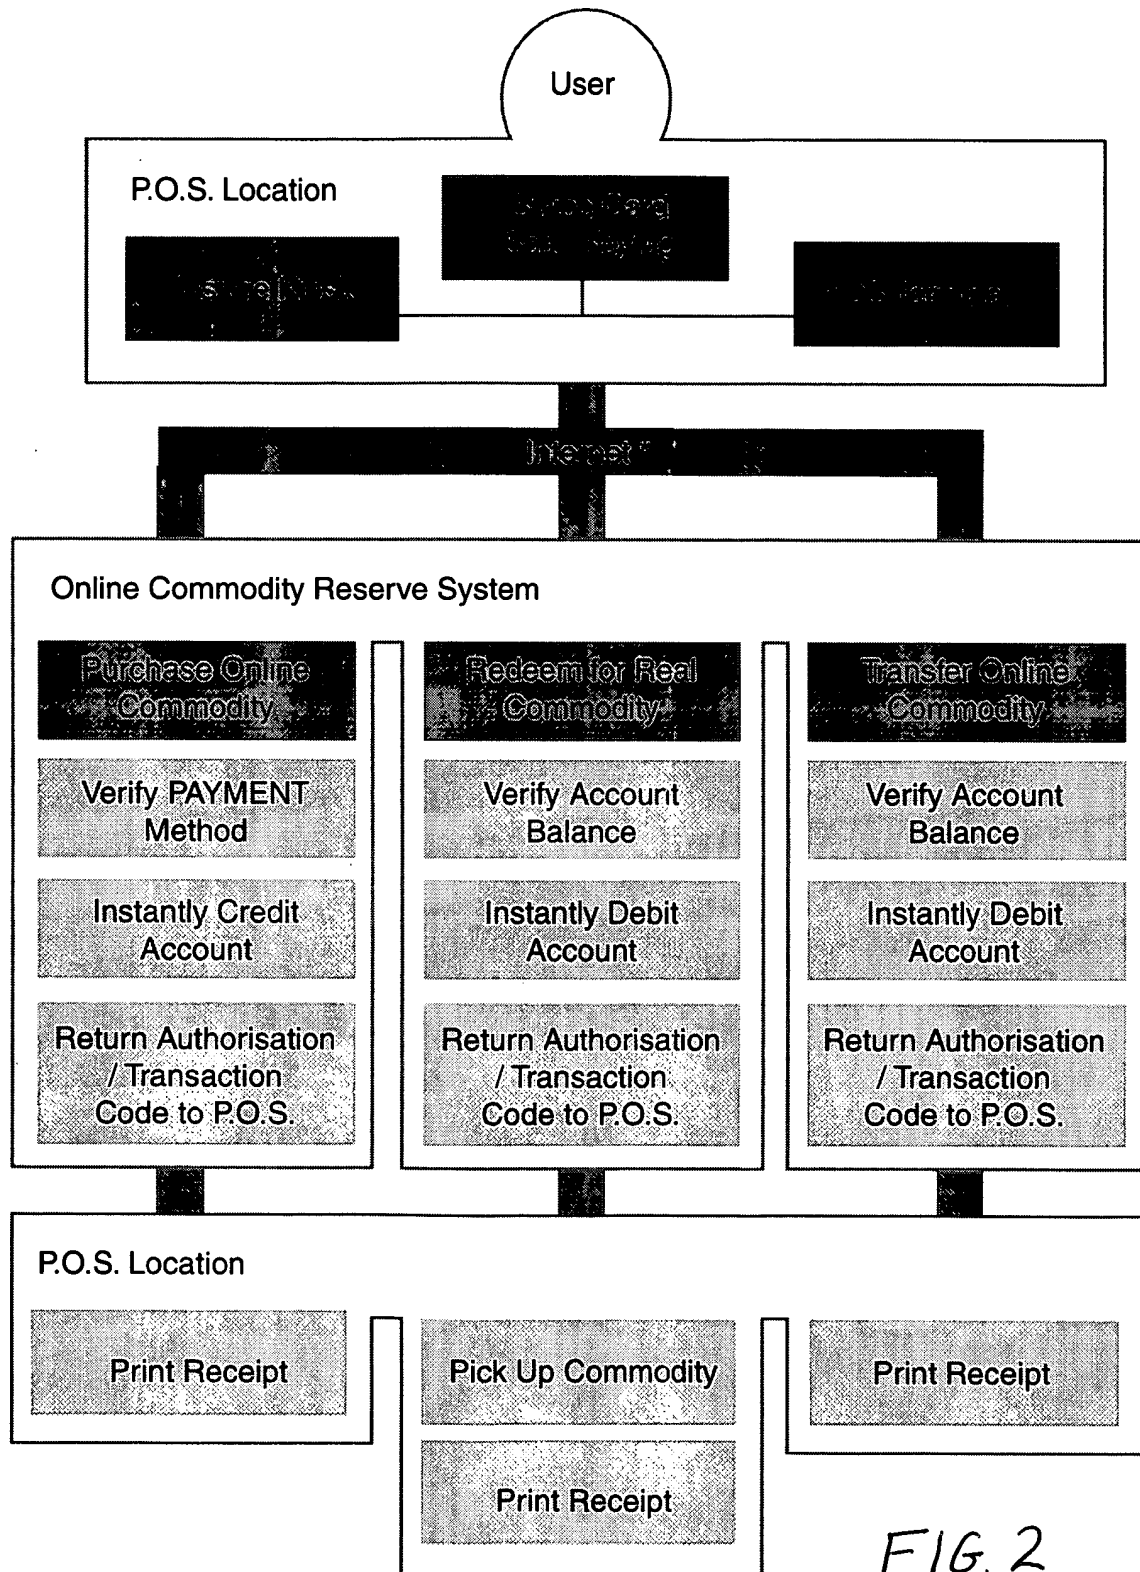 User
P.O.S. Location
Internet
Online Commodity Reserve System
Purchase Online
Commodity
Redeem for Real
Commodity
Transfer Online
Commodity
Verify PAYMENT
Method
Verify Account
Balance
Verify Account
Balance
Instantly Credit
Account
Instantly Debit
Account
Instantly Debit
Account
Return Authorisation
/ Transaction
Code to P.O.S.
Return Authorisation
/ Transaction
Code to P.O.S.
Return Authorisation
/ Transaction
Code to P.O.S.
P.O.S. Location
Print Receipt
Pick Up Commodity
Print Receipt
Print Receipt
FIG. 2